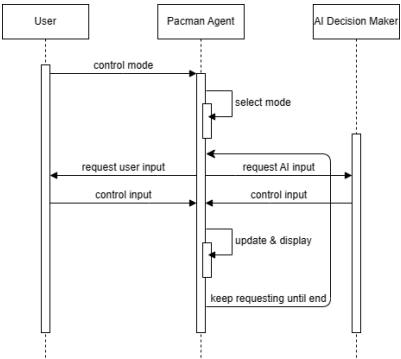 User
Pacman Agent
AI Decision Maker
control mode
select mode
request user input
request AI input
control input
control input
update & display
keep requesting until end